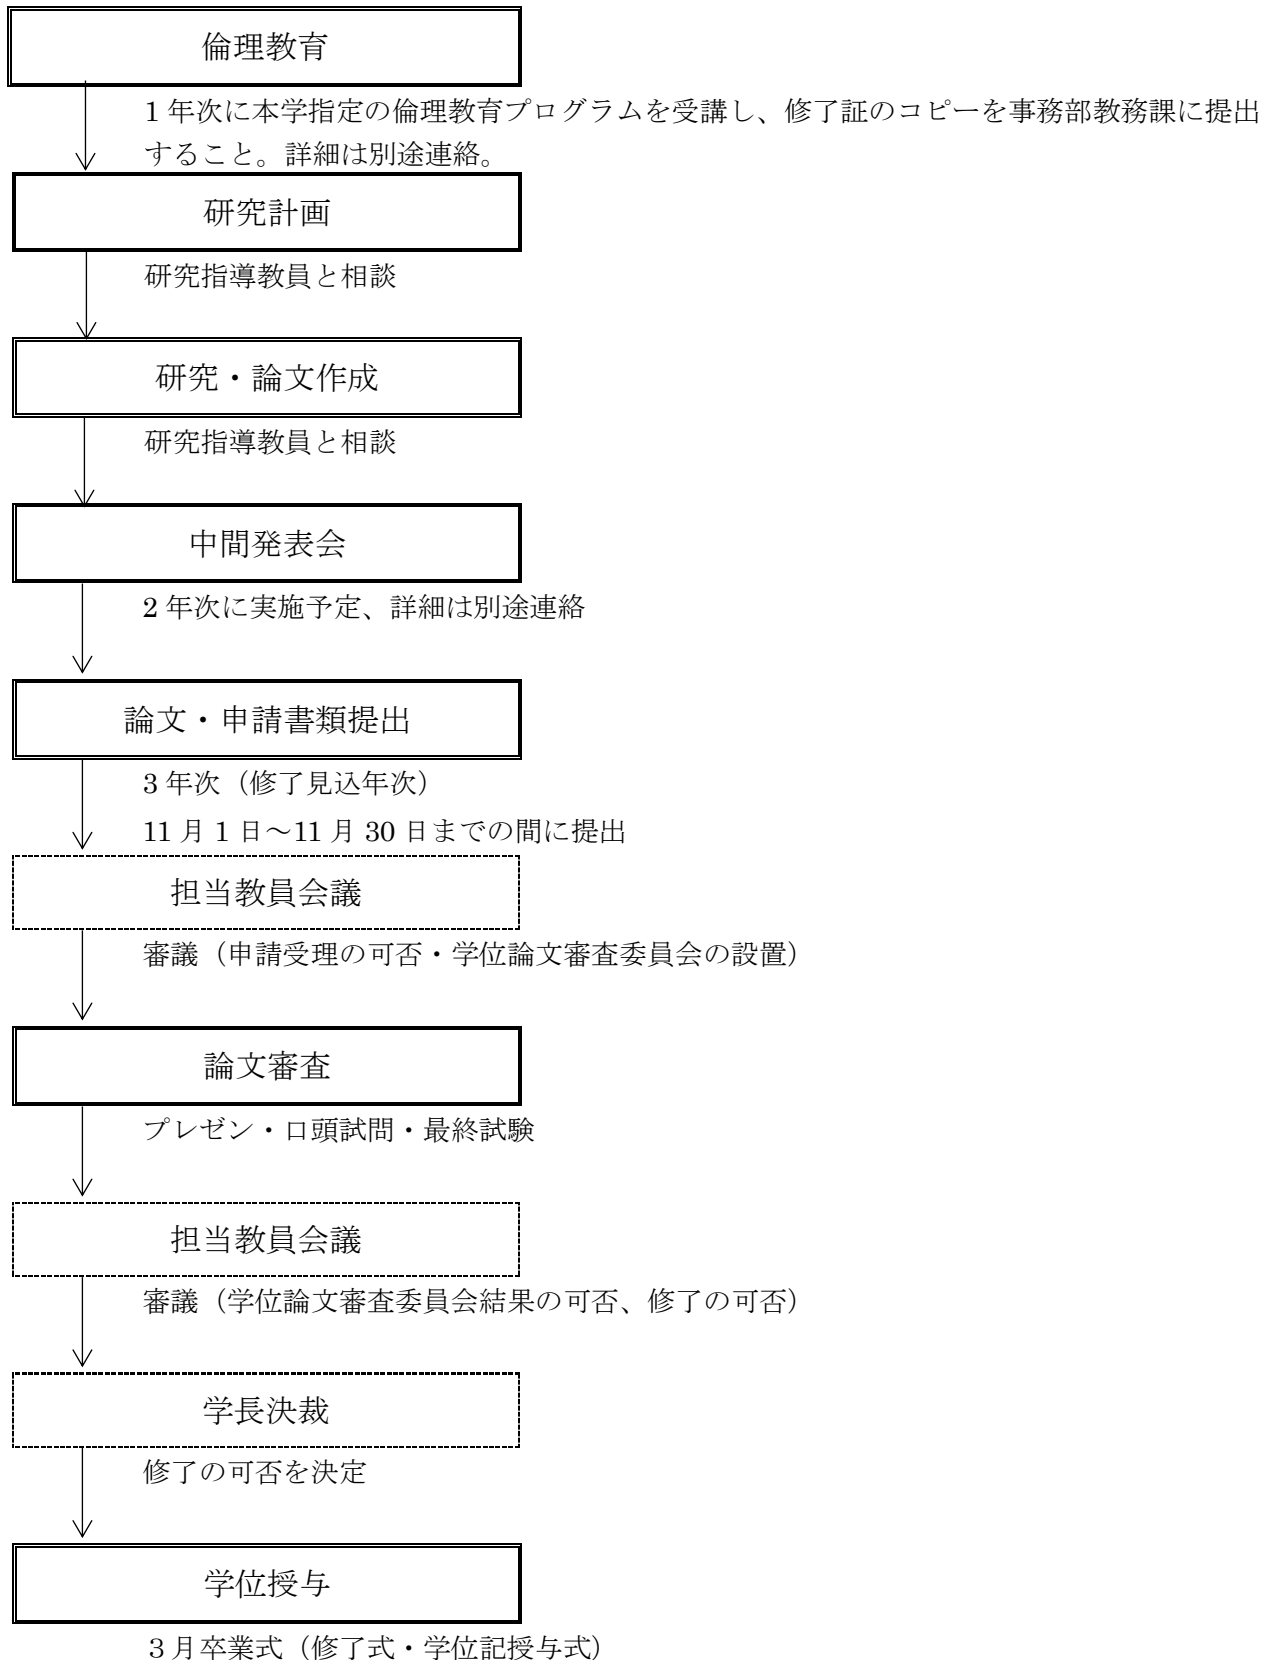 倫理教育
1 年次に本学指定の倫理教育プログラムを受講し、修了証のコピーを事務部教務課に提出
すること。詳細は別途連絡。
研究計画
研究指導教員と相談
研究・論文作成
研究指導教員と相談
中間発表会
2 年次に実施予定、詳細は別途連絡
論文・申請書類提出
3 年次（修了見込年次）
11 月 1 日～11 月 30 日までの間に提出
担当教員会議
審議（申請受理の可否・学位論文審査委員会の設置）
論文審査
プレゼン・口頭試問・最終試験
担当教員会議
審議（学位論文審査委員会結果の可否、修了の可否）
学長決裁
修了の可否を決定
学位授与
３月卒業式（修了式・学位記授与式）